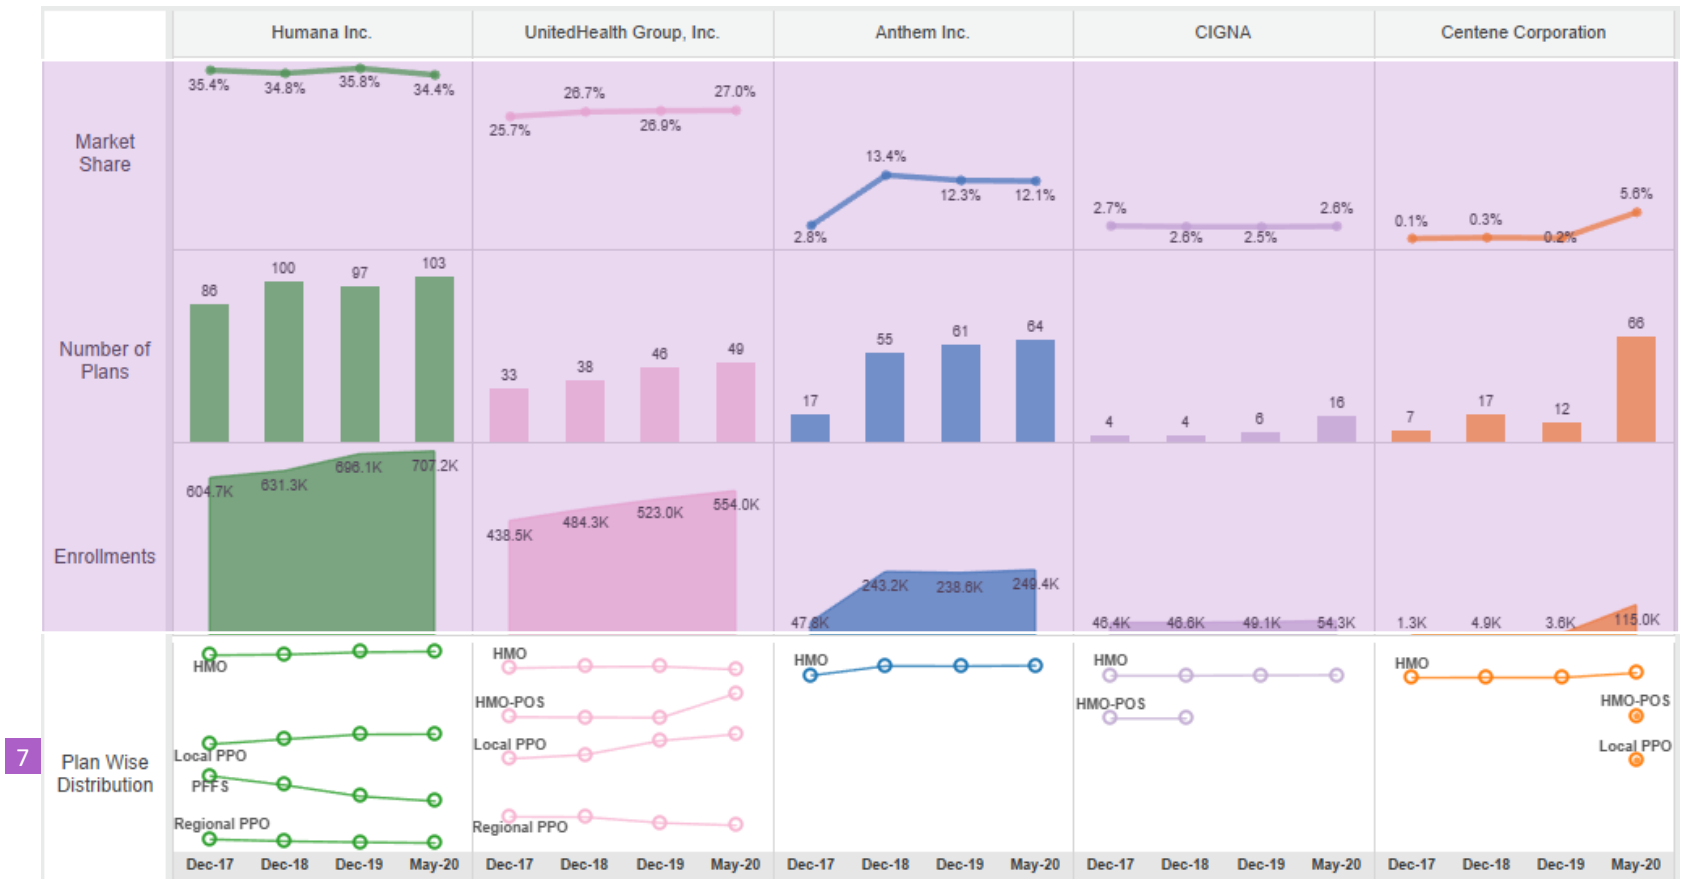 Humana Inc. UnitedHealth Group, Inc. Anthem Inc. CIGNA Centene Corporation
Market
Share
35.4% 34.8% 35.8% 34.4%
25.7% 26.7% 26.9% 27.0%
2.8% 13.4% 12.3% 12.1%
2.7% 2.6% 2.5% 2.6%
0.1% 0.3% 0.2% 5.6%
Number of
Plans
86 100 97 103
33 38 46 49
17 55 61 64
4 4 6 16
7 17 12 66
Enrollments
604.7K 631.3K 696.1K 707.2K
438.5K 484.3K 523.0K 554.0K
47.8K 243.2K 238.6K 249.4K
46.4K 46.6K 49.1K 54.3K
1.3K 4.9K 3.6K 115.0K
7
Plan Wise
Distribution
HMO
Local PPO
PFFS
Regional PPO
HMO
HMO-POS
Local PPO
Regional PPO
HMO
HMO
HMO-POS
HMO
HMO-POS
Local PPO
Dec-17 Dec-18 Dec-19 May-20 Dec-17 Dec-18 Dec-19 May-20 Dec-17 Dec-18 Dec-19 May-20 Dec-17 Dec-18 Dec-19 May-20 Dec-17 Dec-18 Dec-19 May-20